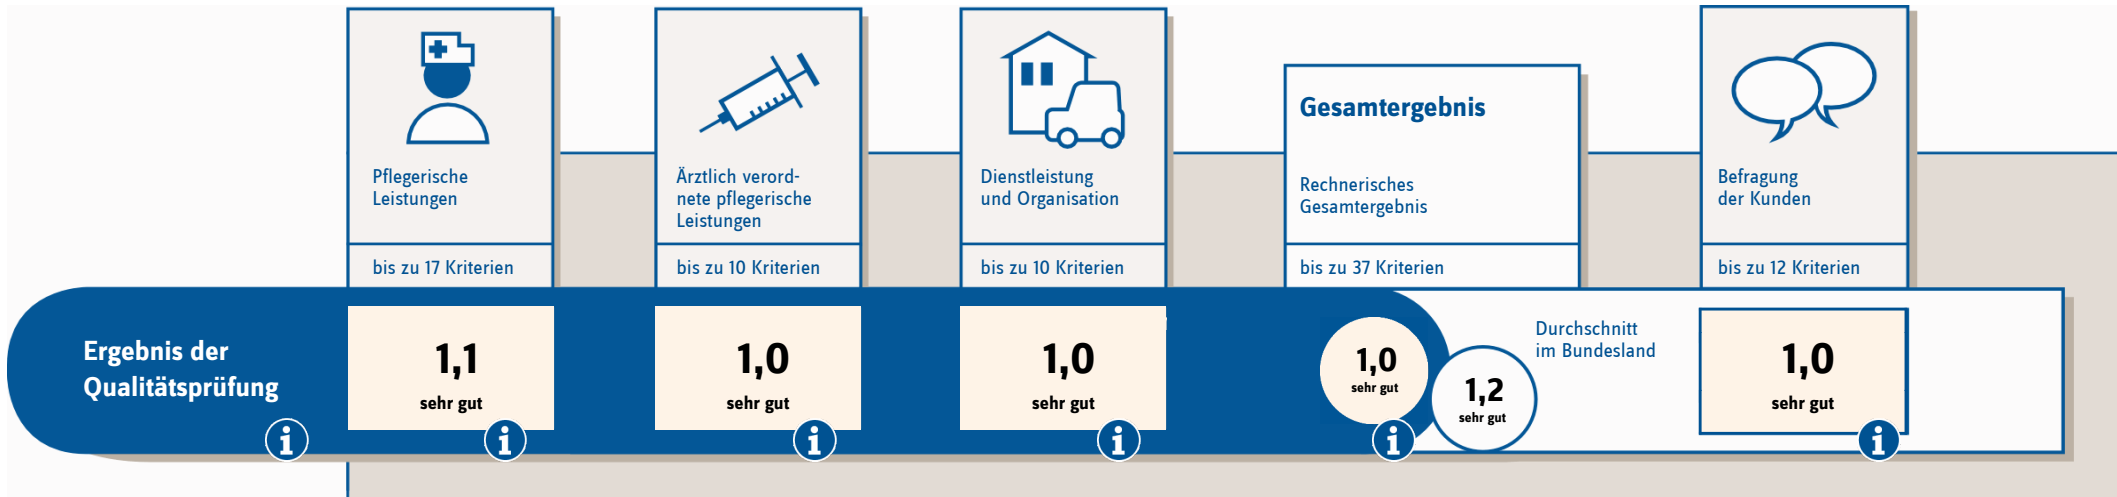 Pflegerische
Leistungen
bis zu 17 Kriterien
Ärztlich verord-
nete pflegerische
Leistungen
bis zu 10 Kriterien
Dienstleistung
und Organisation
bis zu 10 Kriterien
Gesamtergebnis
Rechnerisches
Gesamtergebnis
bis zu 37 Kriterien
Befragung
der Kunden
bis zu 12 Kriterien
Ergebnis der
Qualitätsprüfung
i
1,1
sehr gut
i
1,0
sehr gut
i
1,0
sehr gut
i
1,0
sehr gut
i
1,2
sehr gut
Durchschnitt
im Bundesland
1,0
sehr gut
i